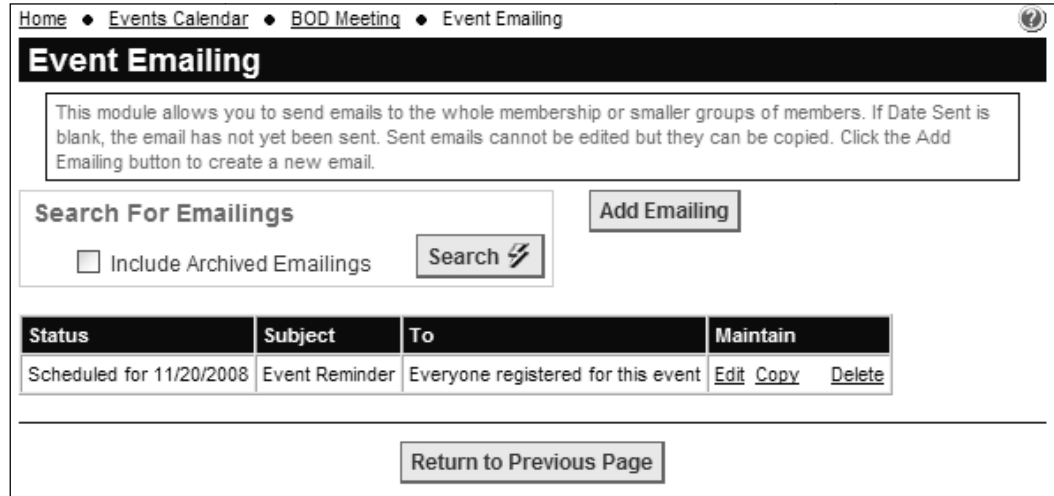 Home ● Events Calendar ● BOD Meeting ● Event Emailing ?
Event Emailing
This module allows you to send emails to the whole membership or smaller groups of members. If Date Sent is
blank, the email has not yet been sent. Sent emails cannot be edited but they can be copied. Click the Add
Emailing button to create a new email.
Search For Emailings
Add Emailing
Include Archived Emailings Search
Status Subject To Maintain
Scheduled for 11/20/2008 Event Reminder Everyone registered for this event Edit Copy Delete
Return to Previous Page